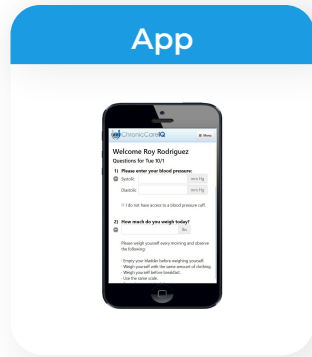 App
ChronicCareIQ
≡ Menu
Welcome Roy Rodriguez
Questions for Tue 10/1
1) Please enter your blood pressure:
Systolic mm Hg
Diastolic mm Hg
I do not have access to a blood pressure cuff.
2) How much do you weigh today?
lbs
Please weigh yourself every morning and observe
the following:
- Empty your bladder before weighing yourself.
- Weigh yourself with the same amount of clothing.
- Weigh yourself before breakfast.
- Use the same scale.